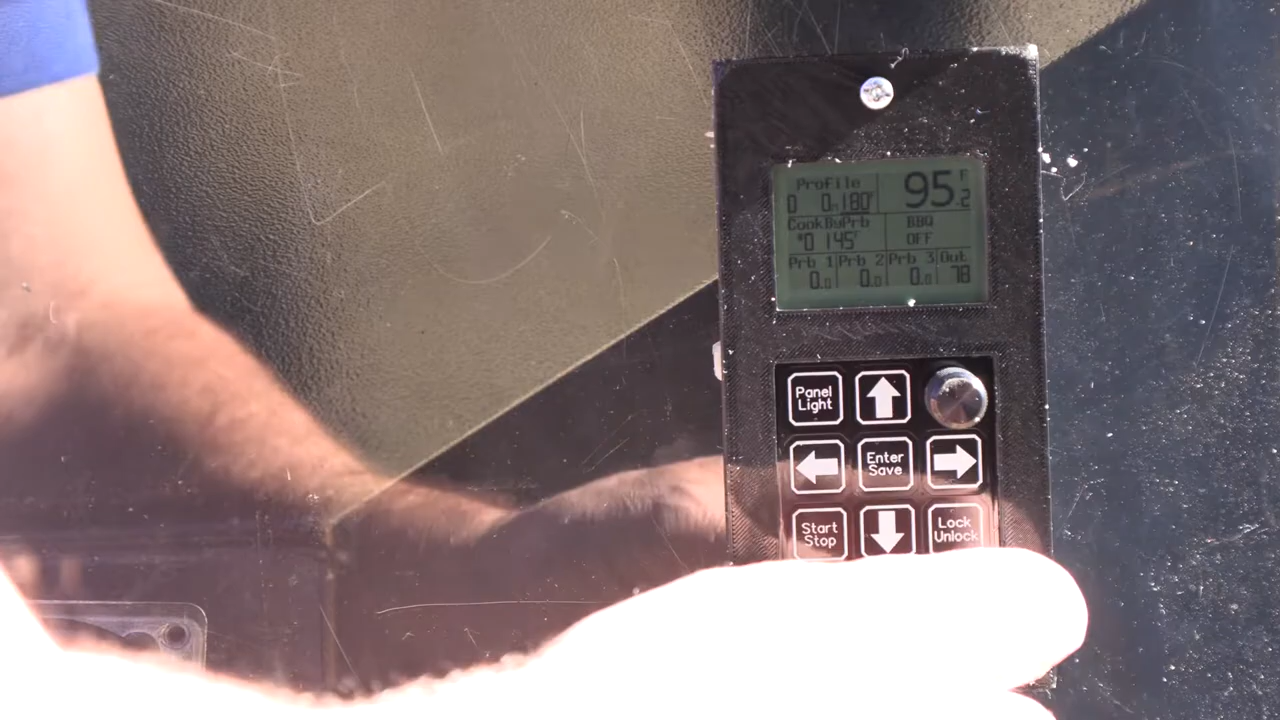 Profile
95.2 F
0 0h 180°F
CookByPrb BBQ
*0 145°F OFF
Prb 1 Prb 2 Prb 3 Out
0.0 0.0 0.0 78
Panel
Light
Enter
Save
Start
Stop
Lock
Unlock